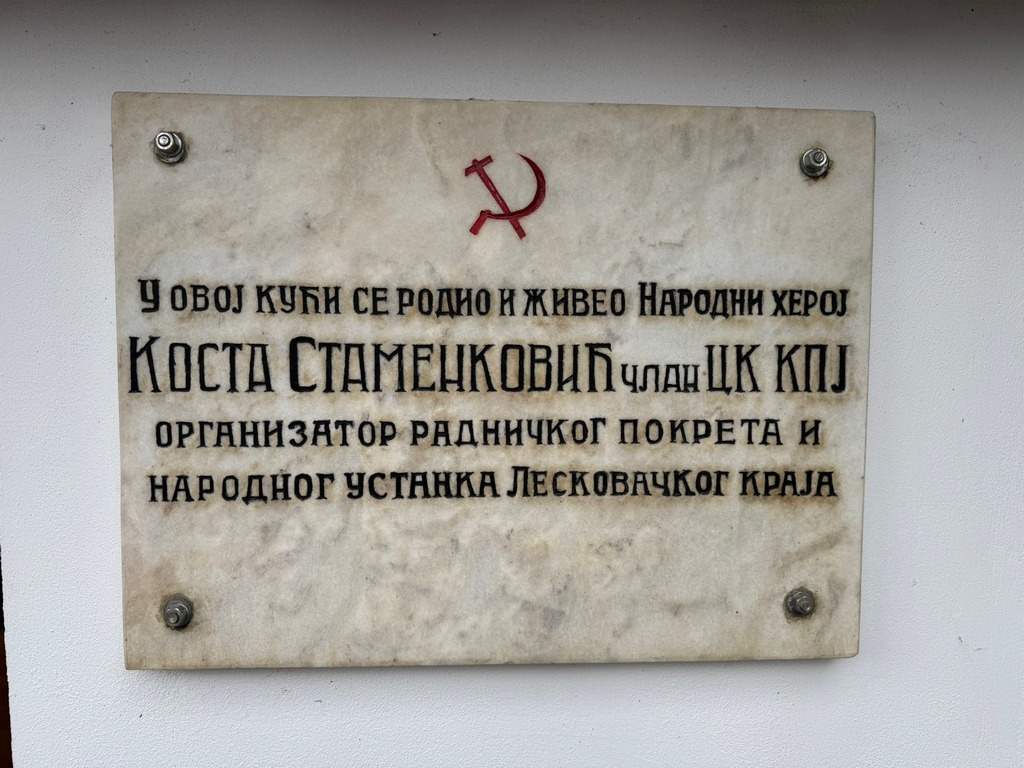 У овој кући се родио и живео Народни херој
Коста Стаменковић члан ЦК КПЈ
организатор радничког покрета и
народног устанка Лесковачког краја